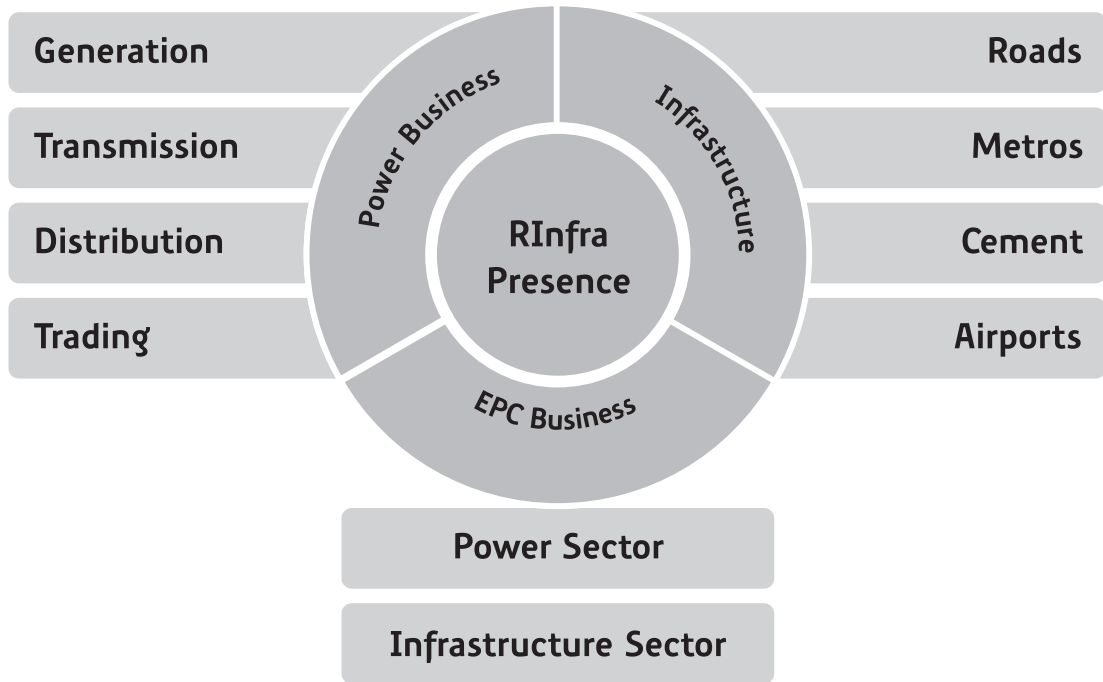 Generation
Transmission
Distribution
Trading
Power Business
Infrastructure
RInfra
Presence
EPC Business
Roads
Metros
Cement
Airports
Power Sector
Infrastructure Sector